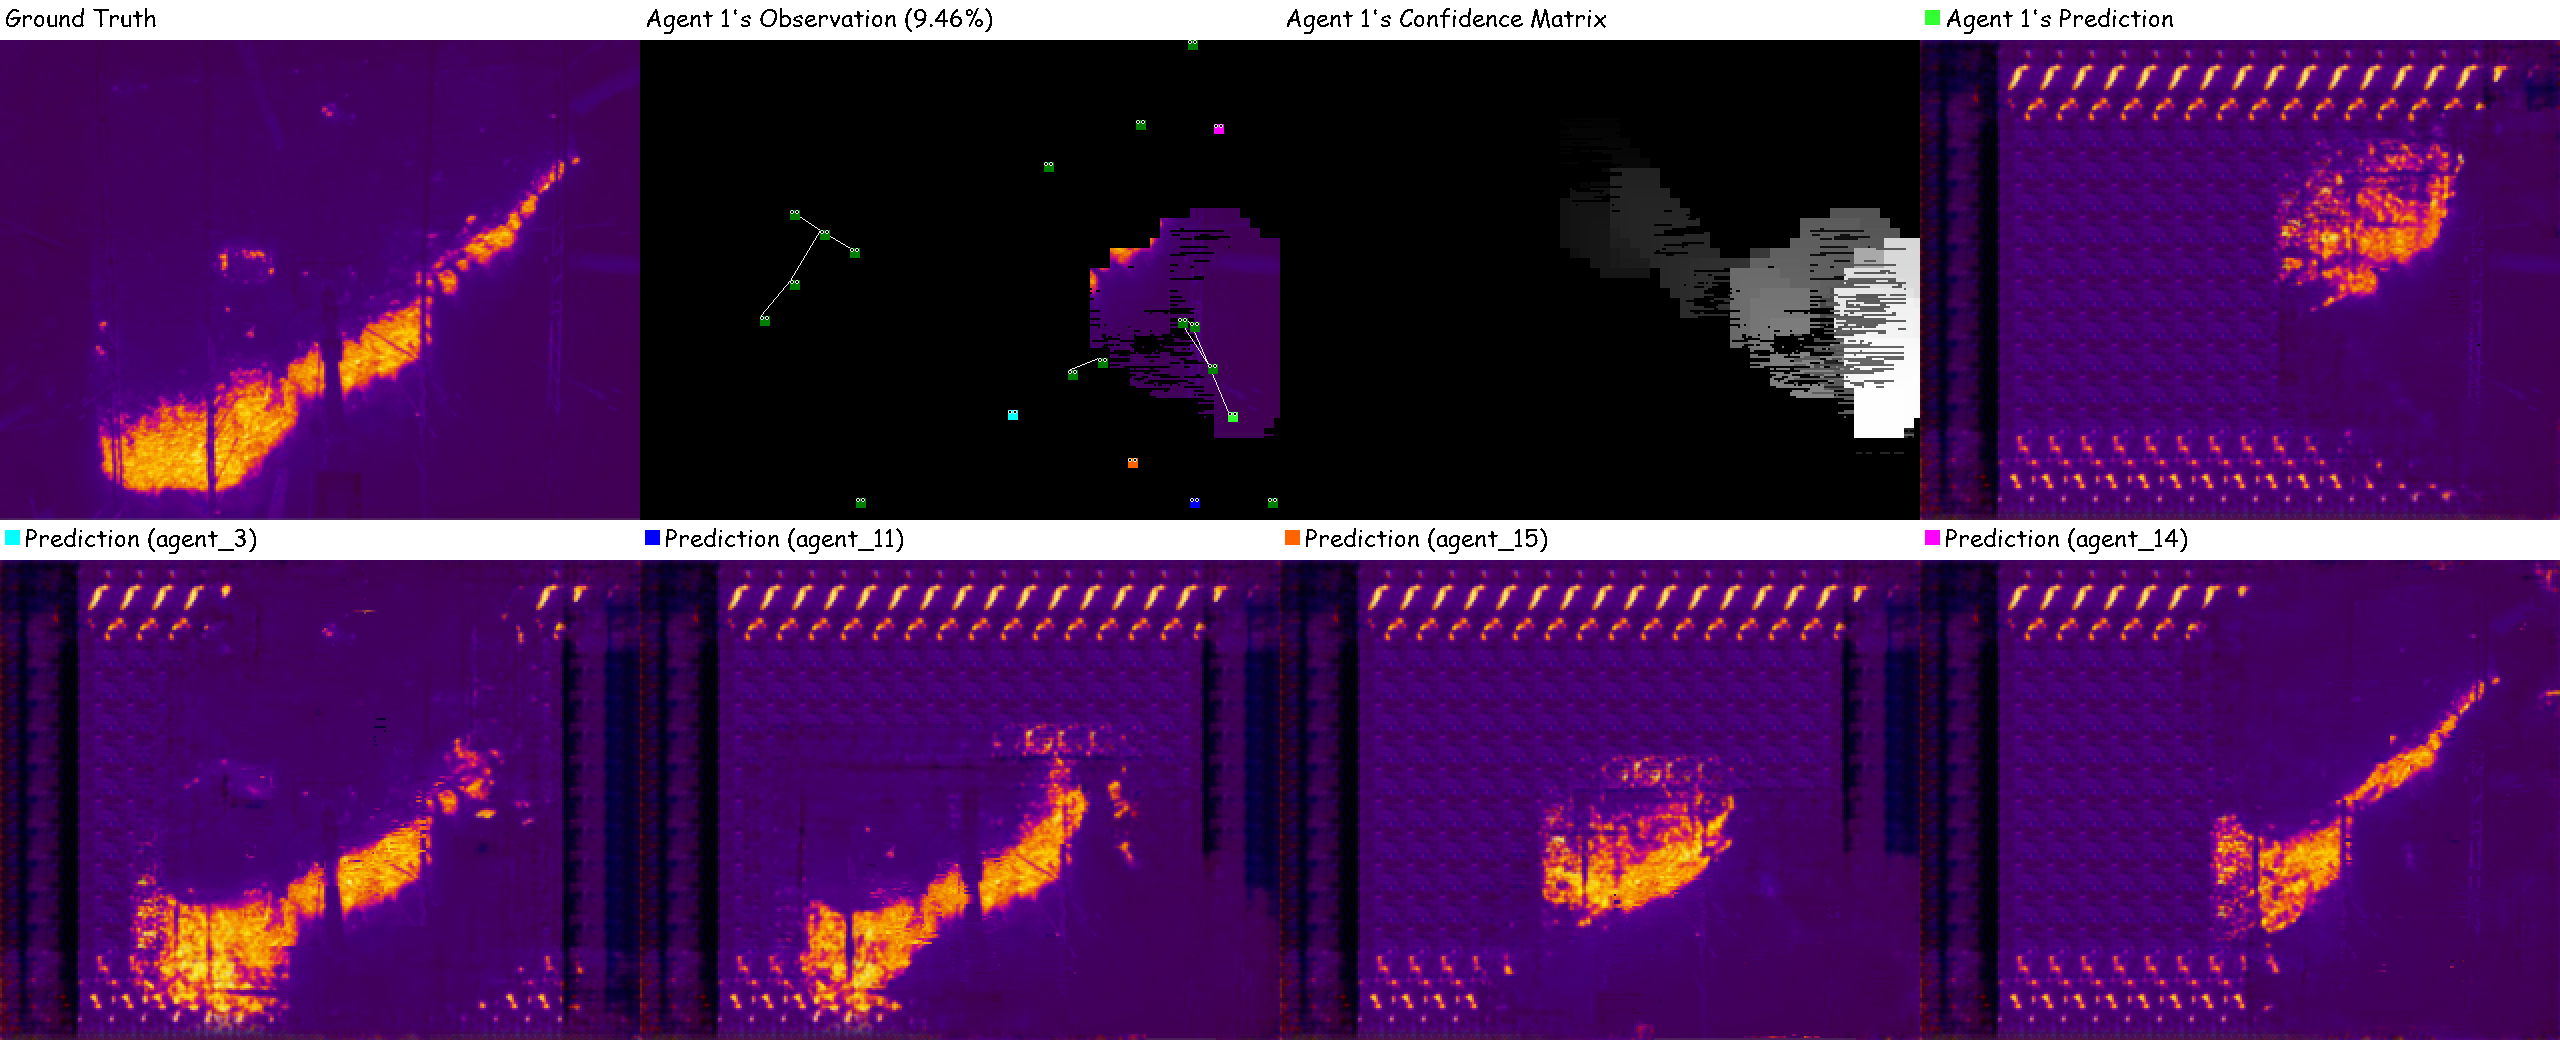 Ground Truth
Agent 1's Observation (9.46%)
Agent 1's Confidence Matrix
Agent 1's Prediction
Prediction (agent_3)
Prediction (agent_11)
Prediction (agent_15)
Prediction (agent_14)